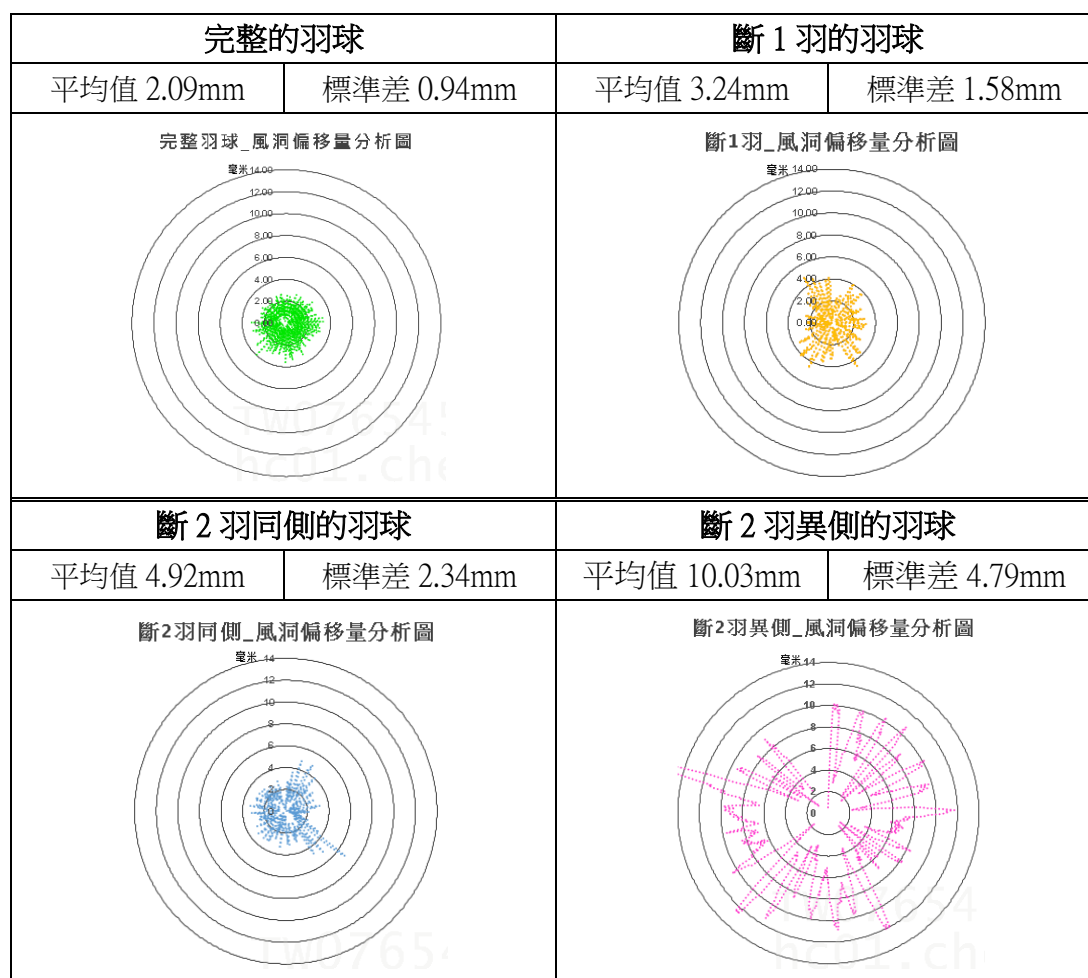 完整的羽球
斷 1 羽的羽球
平均值 2.09mm
標準差 0.94mm
平均值 3.24mm
標準差 1.58mm
完整羽球_風洞偏移量分析圖
毫米 14.00
12.00
10.00
8.00
6.00
4.00
2.00
0.00
斷1羽_風洞偏移量分析圖
毫米 14.00
12.00
10.00
8.00
6.00
4.00
2.00
0.00
TW07654
hc01.che
斷 2 羽同側的羽球
斷 2 羽異側的羽球
平均值 4.92mm
標準差 2.34mm
平均值 10.03mm
標準差 4.79mm
斷2羽同側_風洞偏移量分析圖
毫米 14
12
10
8
6
4
2
0
斷2羽異側_風洞偏移量分析圖
毫米 14
12
10
8
6
4
2
0
TW0765
TW07654
hc01.ch